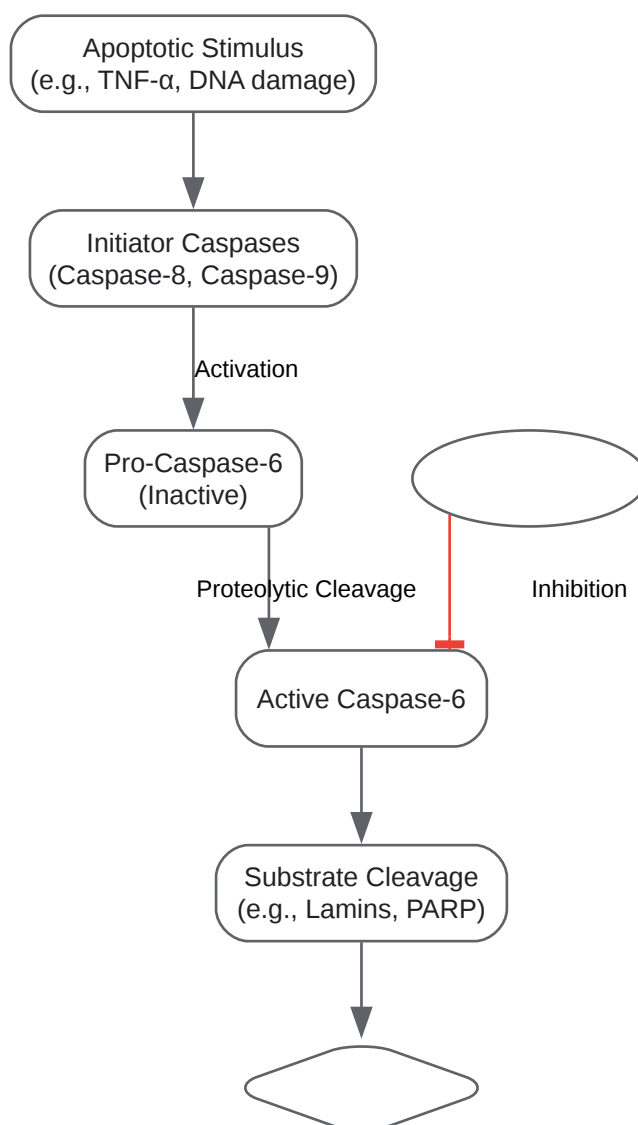 Apoptotic Stimulus
(e.g., TNF-α, DNA damage)
Initiator Caspases
(Caspase-8, Caspase-9)
Activation
Pro-Caspase-6
(Inactive)
Proteolytic Cleavage
Inhibition
Active Caspase-6
Substrate Cleavage
(e.g., Lamins, PARP)